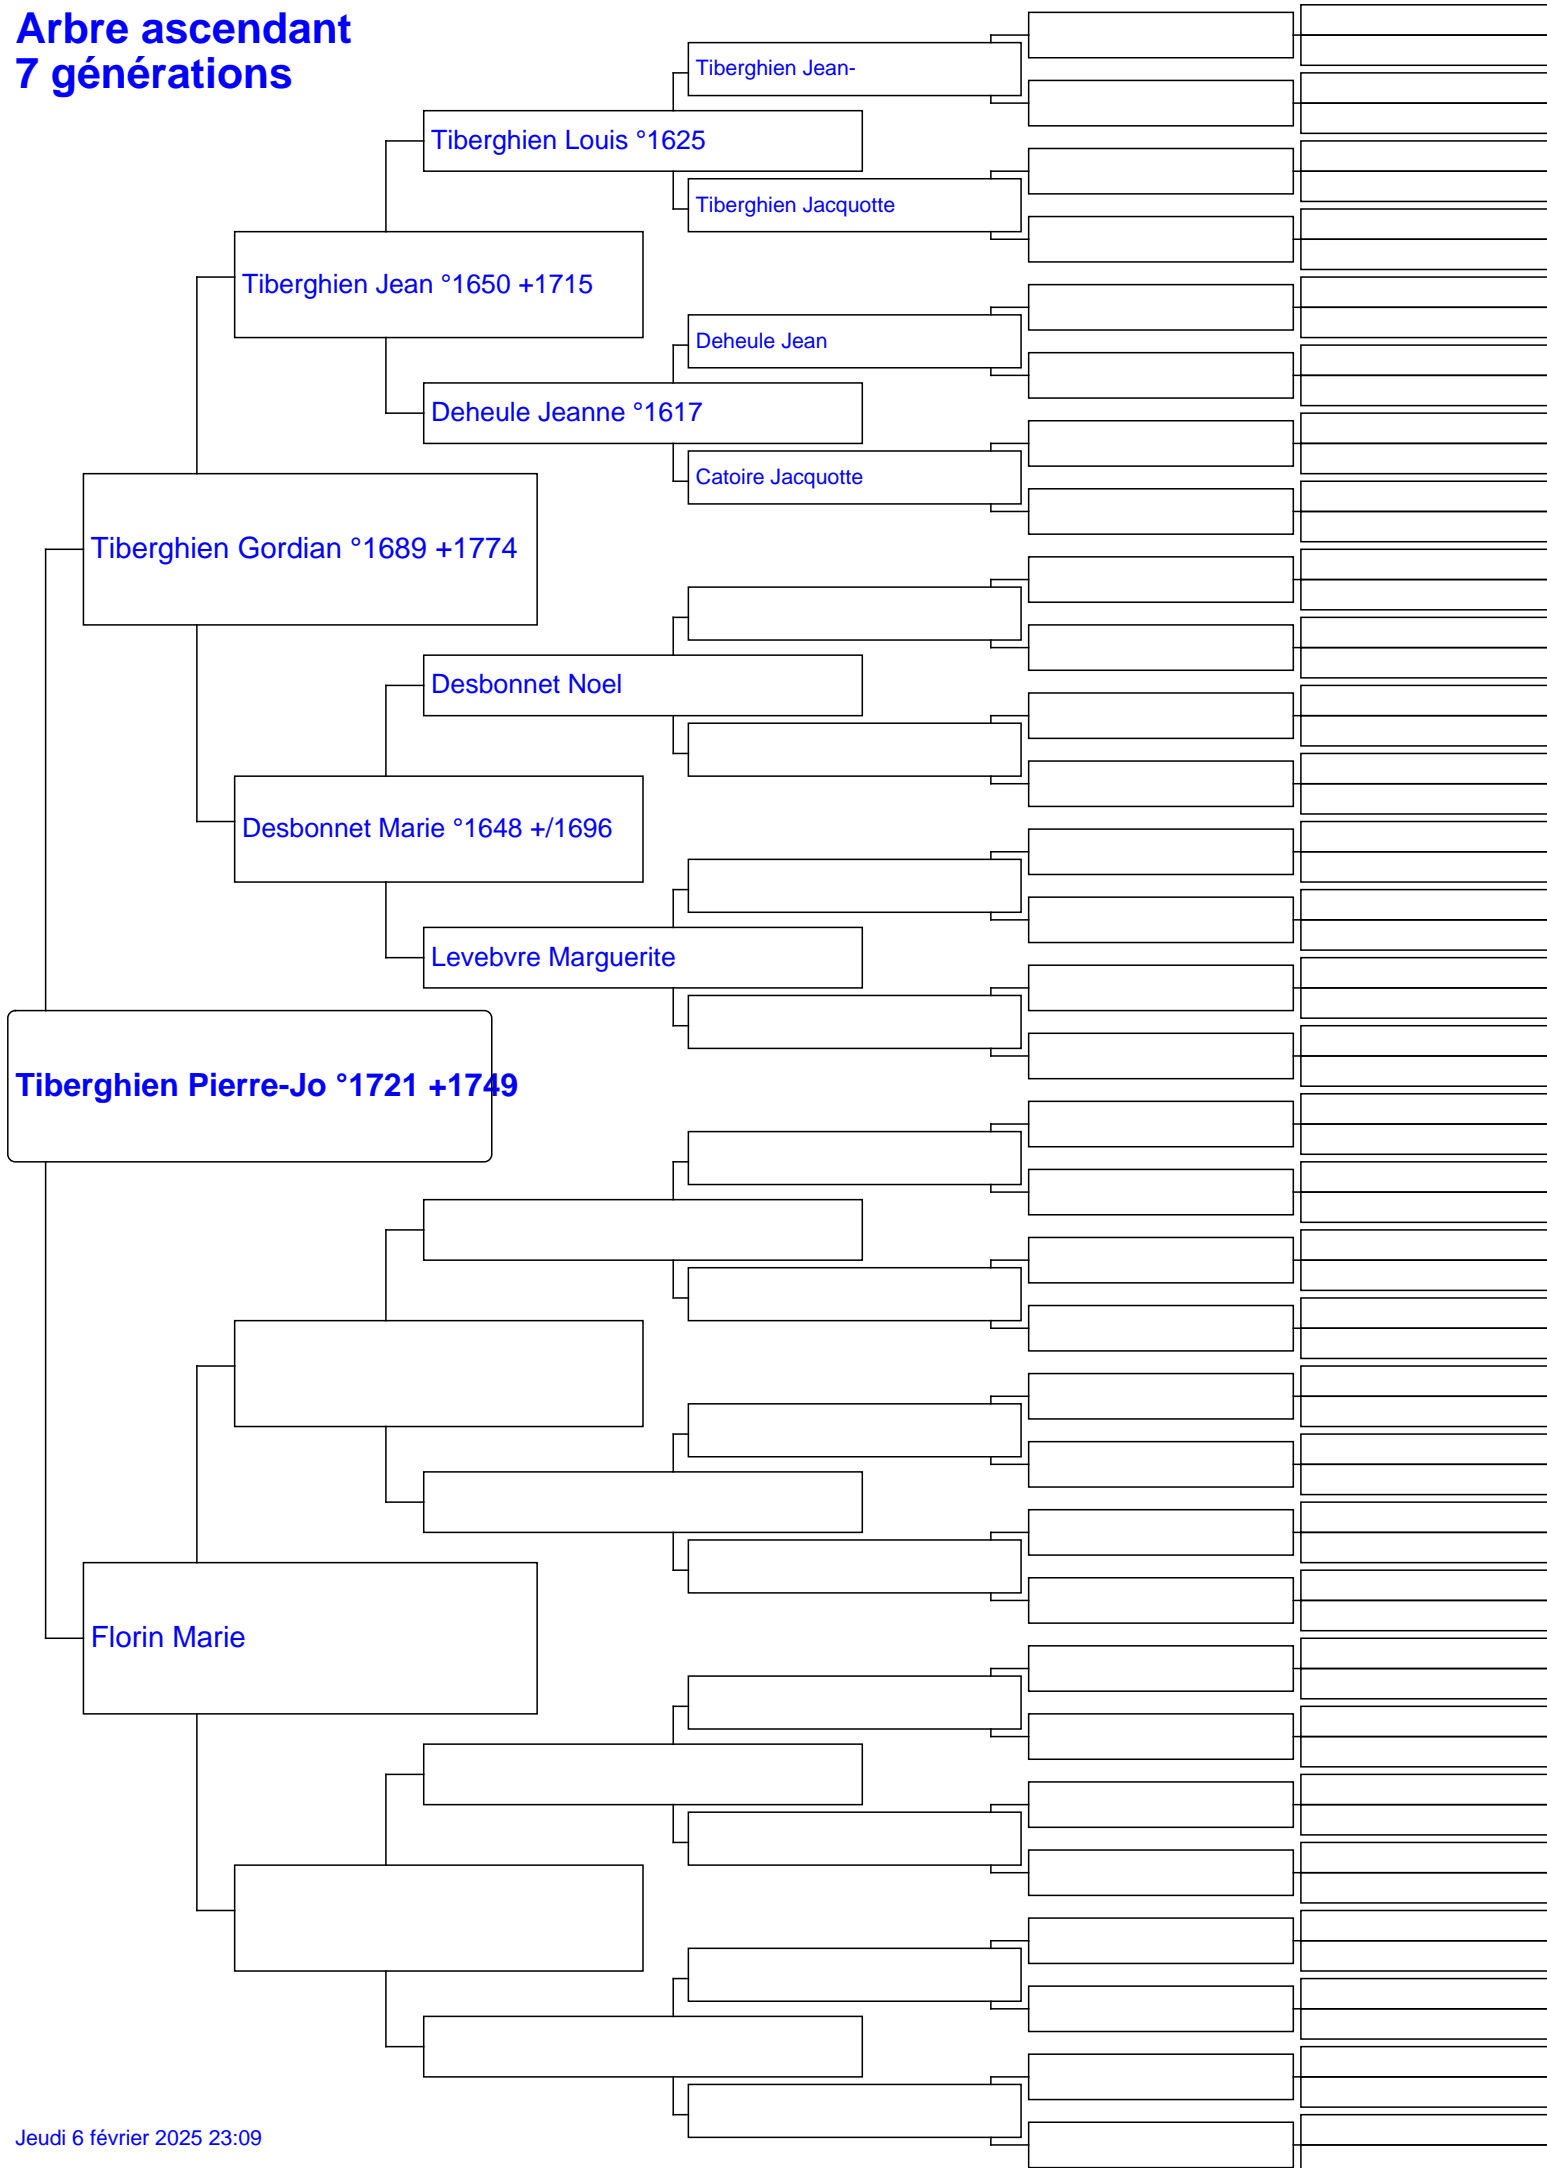 Arbre ascendant
7 générations
Tiberghien Jean-
Tiberghien Louis °1625
Tiberghien Jacquotte
Tiberghien Jean °1650 +1715
Deheule Jean
Deheule Jeanne °1617
Catoire Jacquotte
Tiberghien Gordian °1689 +1774
Desbonnet Noel
Desbonnet Marie °1648 +/1696
Levebvre Marguerite
Tiberghien Pierre-Jo °1721 +1749
Florin Marie
Jeudi 6 février 2025 23:09